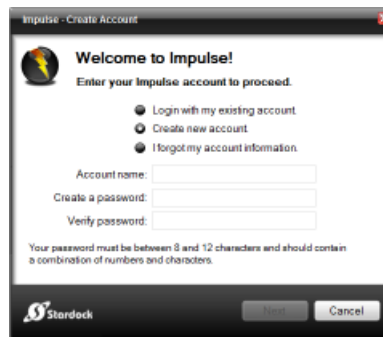 Impulse - Create Account
Welcome to Impulse!
Enter your Impulse account to proceed.
Login with my existing account.
Create new account.
I forgot my account information.
Account name:
Create a password:
Verify password:
Your password must be between 8 and 12 characters and should contain
a combination of numbers and characters.
Stardock
Next
Cancel